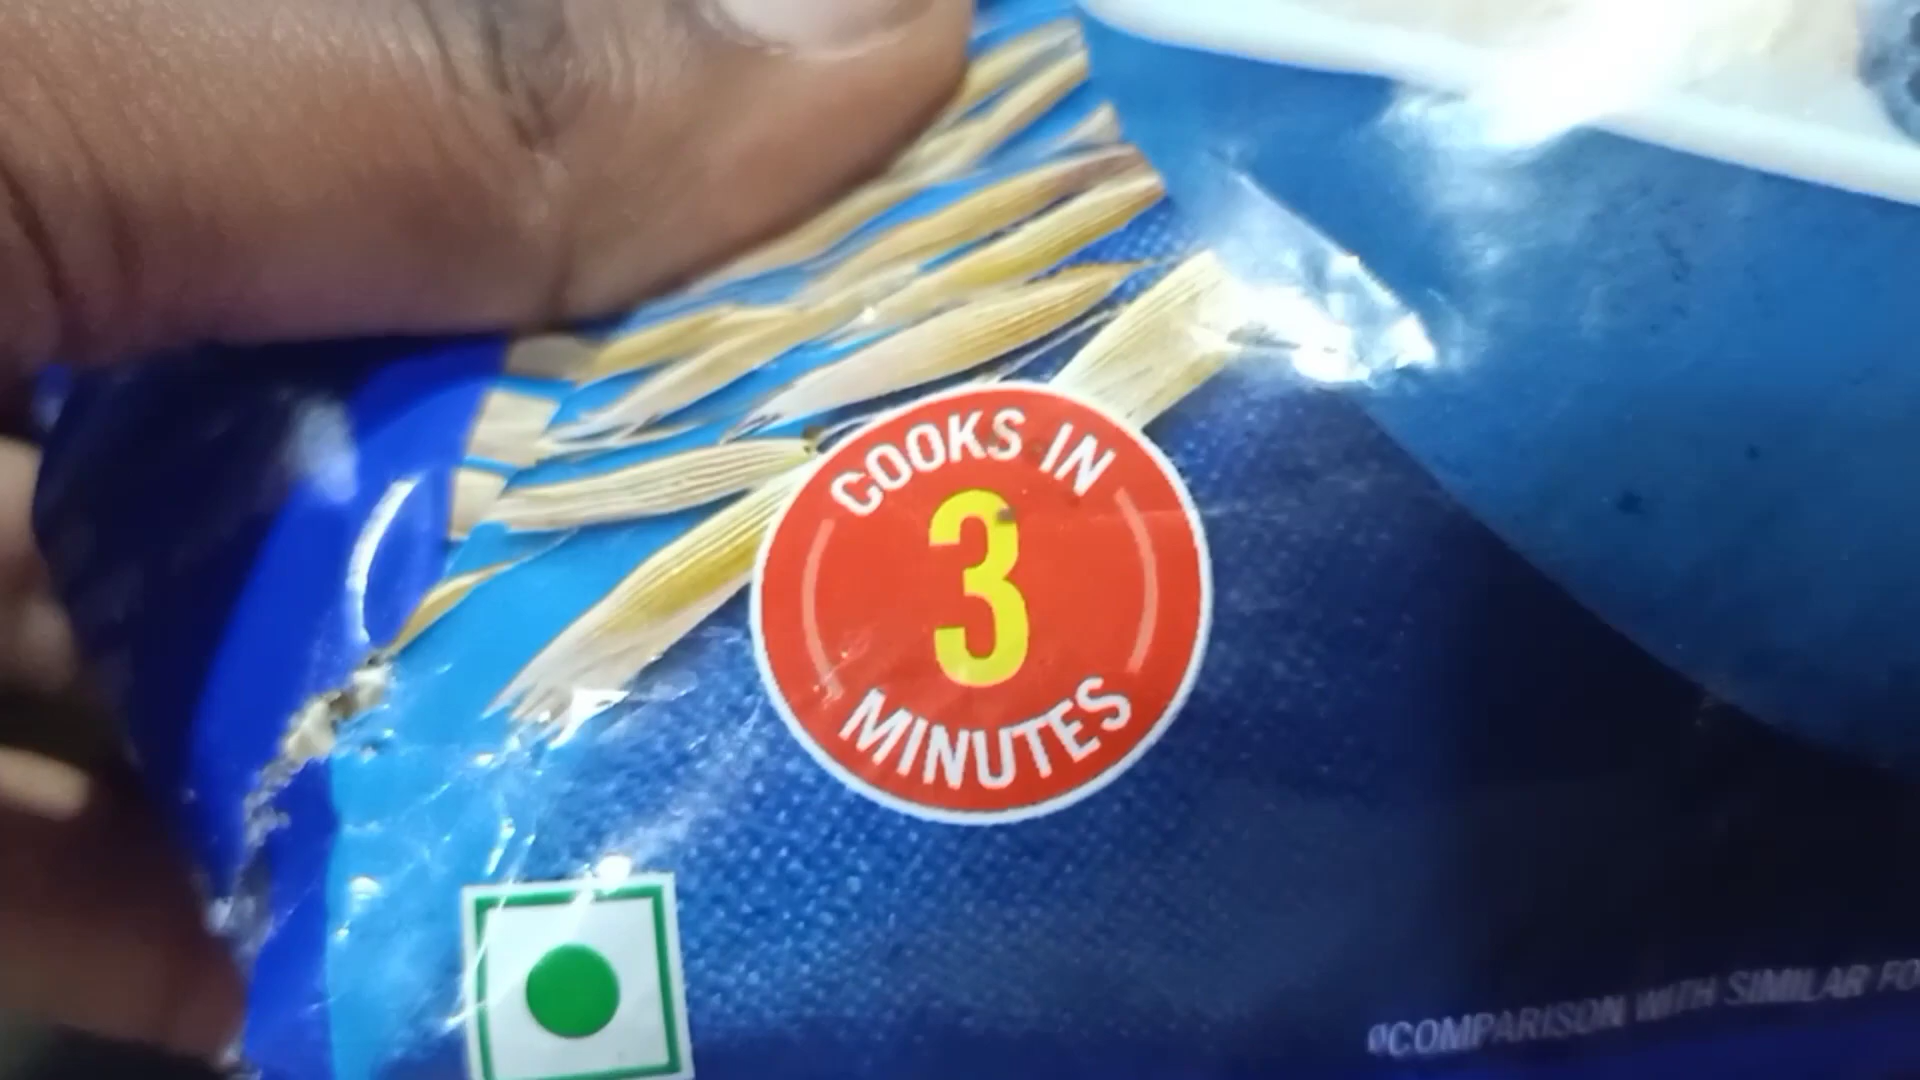 COOKS IN
3
MINUTES
@COMPARISON WITH SIMILAR